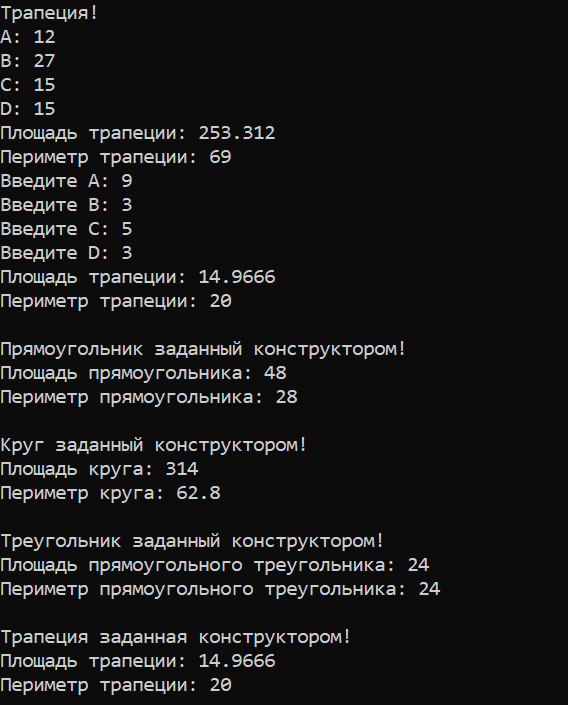 Трапеция!
A: 12
B: 27
C: 15
D: 15
Площадь трапеции: 253.312
Периметр трапеции: 69
Введите A: 9
Введите B: 3
Введите C: 5
Введите D: 3
Площадь трапеции: 14.9666
Периметр трапеции: 20
Прямоугольник заданный конструктором!
Площадь прямоугольника: 48
Периметр прямоугольника: 28
Круг заданный конструктором!
Площадь круга: 314
Периметр круга: 62.8
Треугольник заданный конструктором!
Площадь прямоугольного треугольника: 24
Периметр прямоугольного треугольника: 24
Трапеция заданная конструктором!
Площадь трапеции: 14.9666
Периметр трапеции: 20